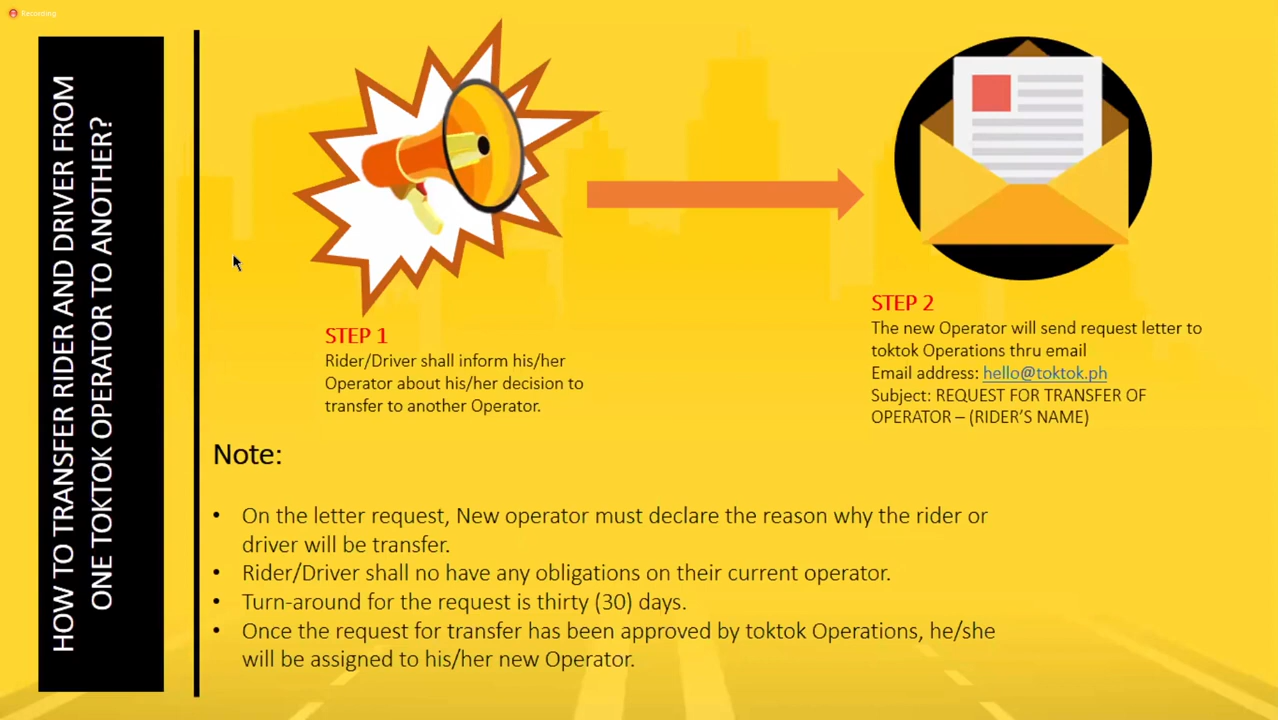 Recording
HOW TO TRANSFER RIDER AND DRIVER FROM
ONE TOKTOK OPERATOR TO ANOTHER?
STEP 1
Rider/Driver shall inform his/her
Operator about his/her decision to
transfer to another Operator.
STEP 2
The new Operator will send request letter to
toktok Operations thru email
Email address: hello@toktok.ph
Subject: REQUEST FOR TRANSFER OF
OPERATOR – (RIDER'S NAME)
Note:
• On the letter request, New operator must declare the reason why the rider or
driver will be transfer.
• Rider/Driver shall no have any obligations on their current operator.
• Turn-around for the request is thirty (30) days.
• Once the request for transfer has been approved by toktok Operations, he/she
will be assigned to his/her new Operator.